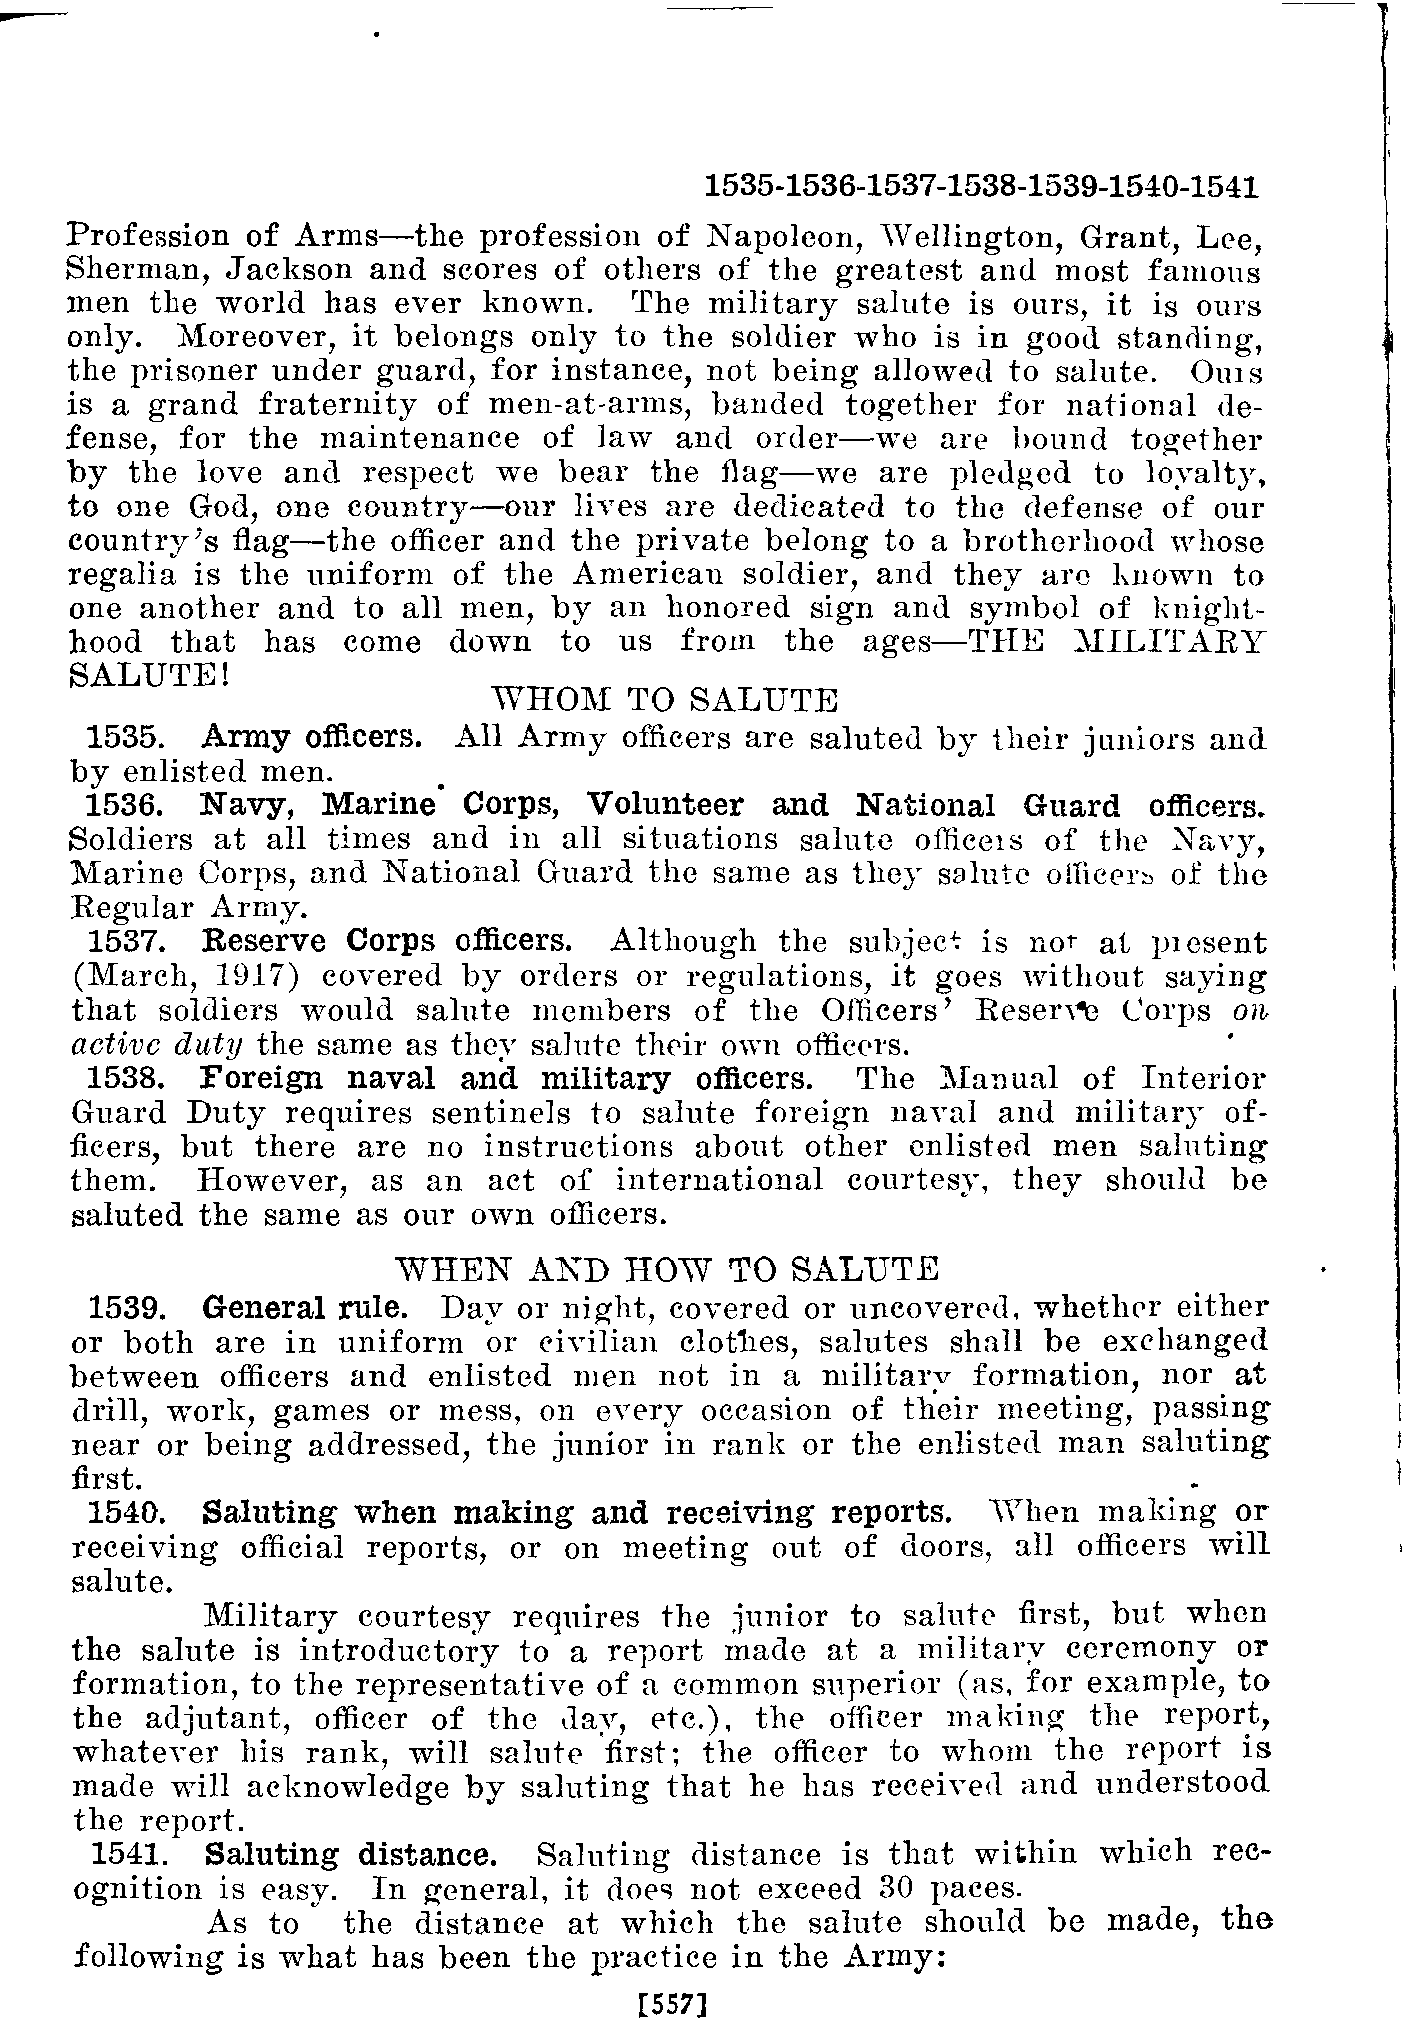 1535-1536-1537-1538-1539-1540-1541
Profession of Arms—the profession of Napoleon, Wellington, Grant, Lee,
Sherman, Jackson and scores of others of the greatest and most famous
men the world has ever known. The military salute is ours, it is ours
only. Moreover, it belongs only to the soldier who is in good standing,
the prisoner under guard, for instance, not being allowed to salute. Ours
is a grand fraternity of men-at-arms, banded together for national de-
fense, for the maintenance of law and order—we are bound together
by the love and respect we bear the flag—we are pledged to loyalty,
to one God, one country—our lives are dedicated to the defense of our
country's flag—the officer and the private belong to a brotherhood whose
regalia is the uniform of the American soldier, and they are known to
one another and to all men, by an honored sign and symbol of knight-
hood that has come down to us from the ages—THE MILITARY
SALUTE!
WHOM TO SALUTE
1535. Army officers. All Army officers are saluted by their juniors and
by enlisted men.
1536. Navy, Marine Corps, Volunteer and National Guard officers.
Soldiers at all times and in all situations salute officers of the Navy,
Marine Corps, and National Guard the same as they salute officers of the
Regular Army.
1537. Reserve Corps officers. Although the subject is not at present
(March, 1917) covered by orders or regulations, it goes without saying
that soldiers would salute members of the Officers' Reserve Corps on
active duty the same as they salute their own officers.
1538. Foreign naval and military officers. The Manual of Interior
Guard Duty requires sentinels to salute foreign naval and military of-
ficers, but there are no instructions about other enlisted men saluting
them. However, as an act of international courtesy, they should be
saluted the same as our own officers.
WHEN AND HOW TO SALUTE
1539. General rule. Day or night, covered or uncovered, whether either
or both are in uniform or civilian clothes, salutes shall be exchanged
between officers and enlisted men not in a military formation, nor at
drill, work, games or mess, on every occasion of their meeting, passing
near or being addressed, the junior in rank or the enlisted man saluting
first.
1540. Saluting when making and receiving reports. When making or
receiving official reports, or on meeting out of doors, all officers will
salute.
Military courtesy requires the junior to salute first, but when
the salute is introductory to a report made at a military ceremony or
formation, to the representative of a common superior (as, for example, to
the adjutant, officer of the day, etc.), the officer making the report,
whatever his rank, will salute first; the officer to whom the report is
made will acknowledge by saluting that he has received and understood
the report.
1541. Saluting distance. Saluting distance is that within which rec-
ognition is easy. In general, it does not exceed 30 paces.
As to the distance at which the salute should be made, the
following is what has been the practice in the Army:
[557]